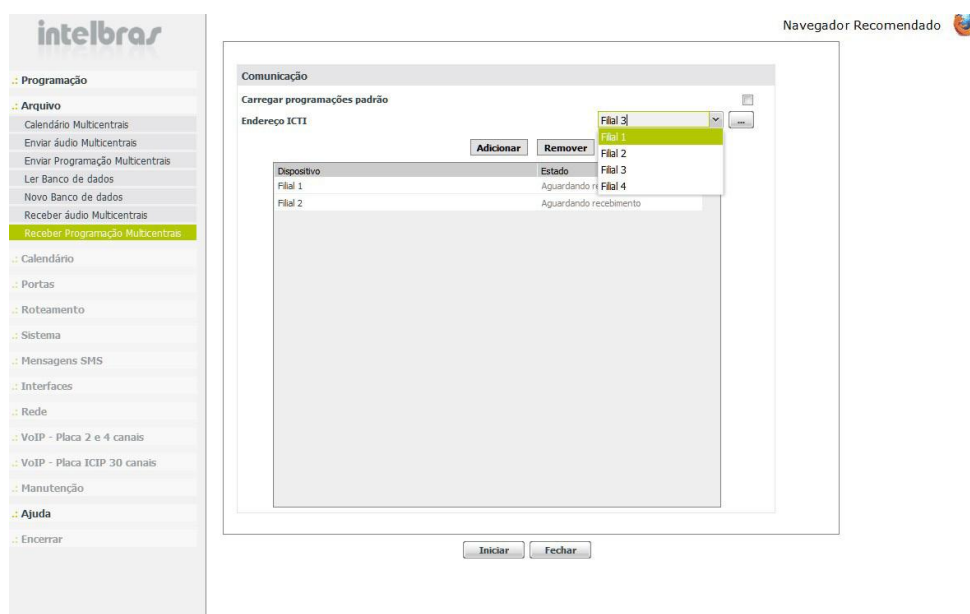 intelbras
Navegador Recomendado
.: Programação
.: Arquivo
Calendário Multicentrais
Enviar áudio Multicentrais
Enviar Programação Multicentrais
Ler Banco de dados
Novo Banco de dados
Receber áudio Multicentrais
Receber Programação Multicentrais
.: Calendário
.: Portas
.: Roteamento
.: Sistema
.: Mensagens SMS
.: Interfaces
.: Rede
.: VoIP - Placa 2 e 4 canais
.: VoIP - Placa ICIP 30 canais
.: Manutenção
.: Ajuda
.: Encerrar
Comunicação
Carregar programações padrão
Endereço ICTI
Filial 3
...
Filial 1
Filial 2
Filial 3
Filial 4
Adicionar Remover
Dispositivo Estado
Filial 1 Aguardando
Filial 2 Aguardando recebimento
Iniciar Fechar